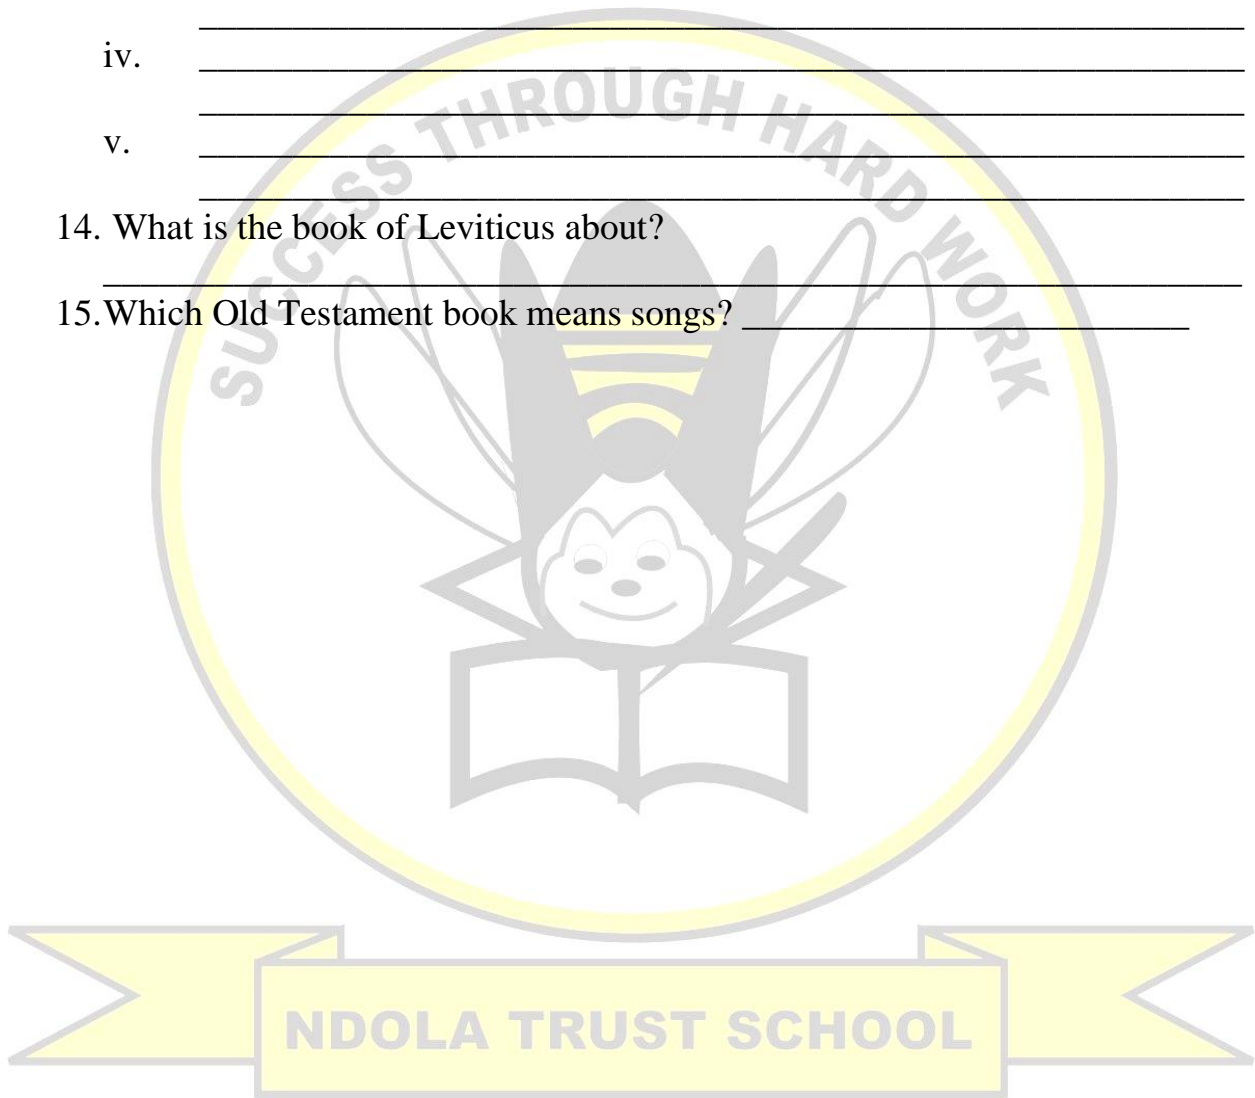 iv.
v.
14. What is the book of Leviticus about?
15.Which Old Testament book means songs?
SUCCESS THROUGH HARD WORK
NDOLA TRUST SCHOOL